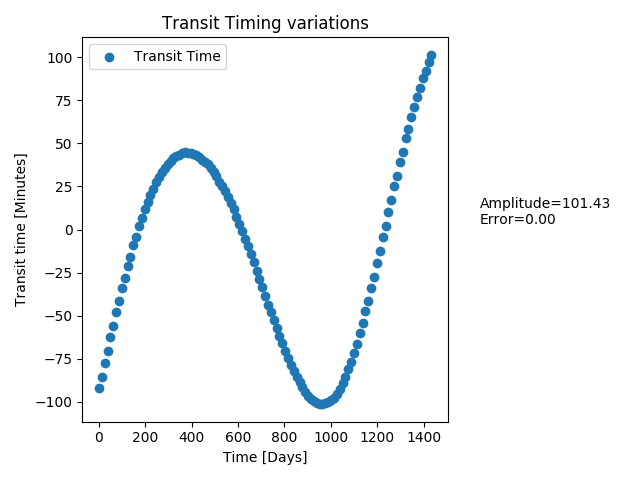 Transit Timing variations
Transit Time
Transit time [Minutes]
100
75
50
25
0
−25
−50
−75
−100
0 200 400 600 800 1000 1200 1400
Time [Days]
Amplitude=101.43
Error=0.00